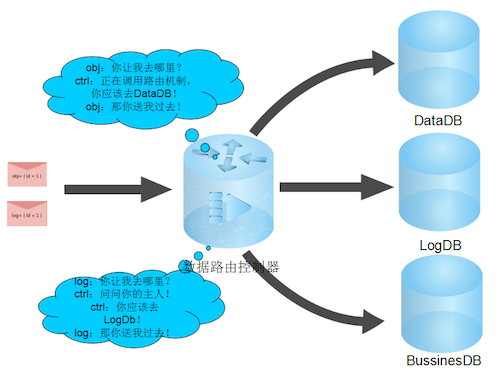 obj：你让我去哪里？
ctrl：正在调用路由机制，
你应该去DataDB！
obj：那你送我过去！
DataDB
obj= { id = 1 }
log= { id = 1 }
LogDB
数据路由控制器
log：你让我去哪里？
ctrl：问问你的主人！
ctrl：你应该去
LogDb！
log：那你送我过去！
BussinesDB